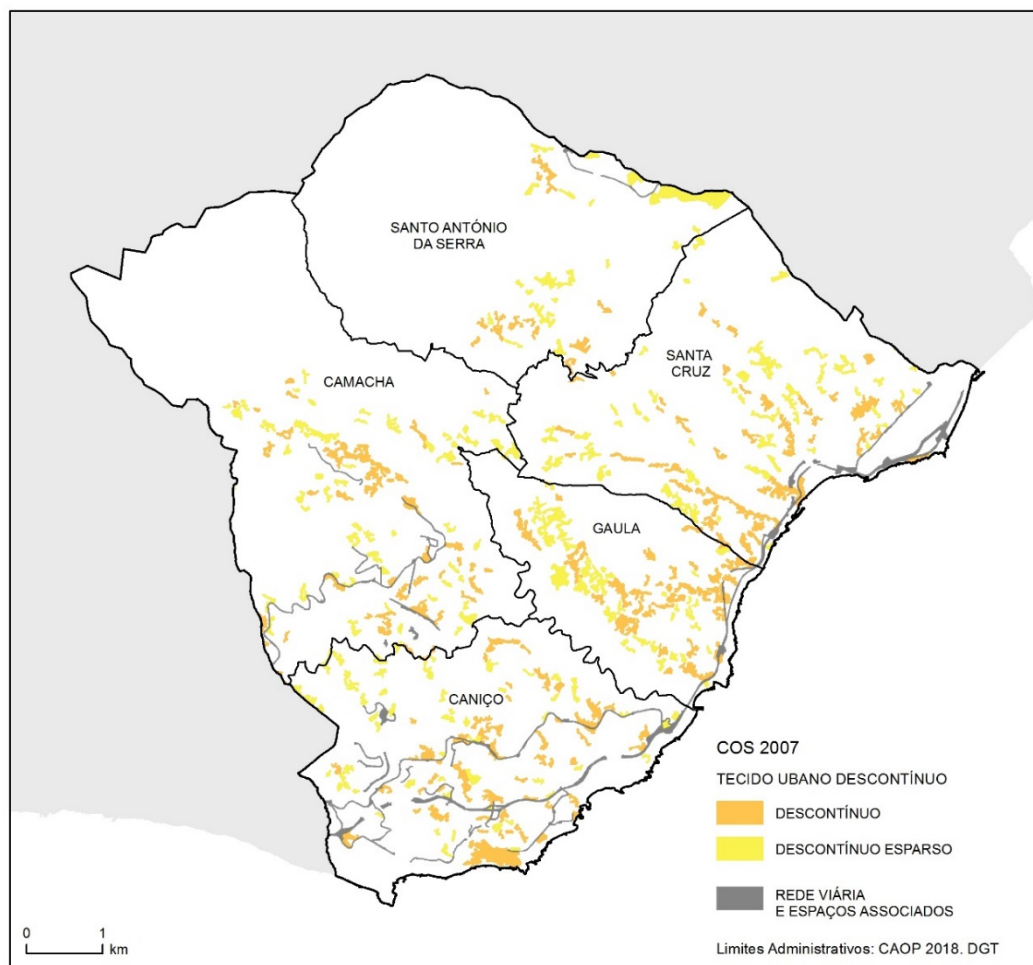 SANTO ANTÓNIO
DA SERRA
CAMACHA
SANTA
CRUZ
GAULA
CANIÇO
COS 2007
TECIDO UBANO DESCONTÍNUO
DESCONTÍNUO
DESCONTÍNUO ESPARSO
REDE VIÁRIA
E ESPAÇOS ASSOCIADOS
0 1
km
Limites Administrativos: CAOP 2018. DGT